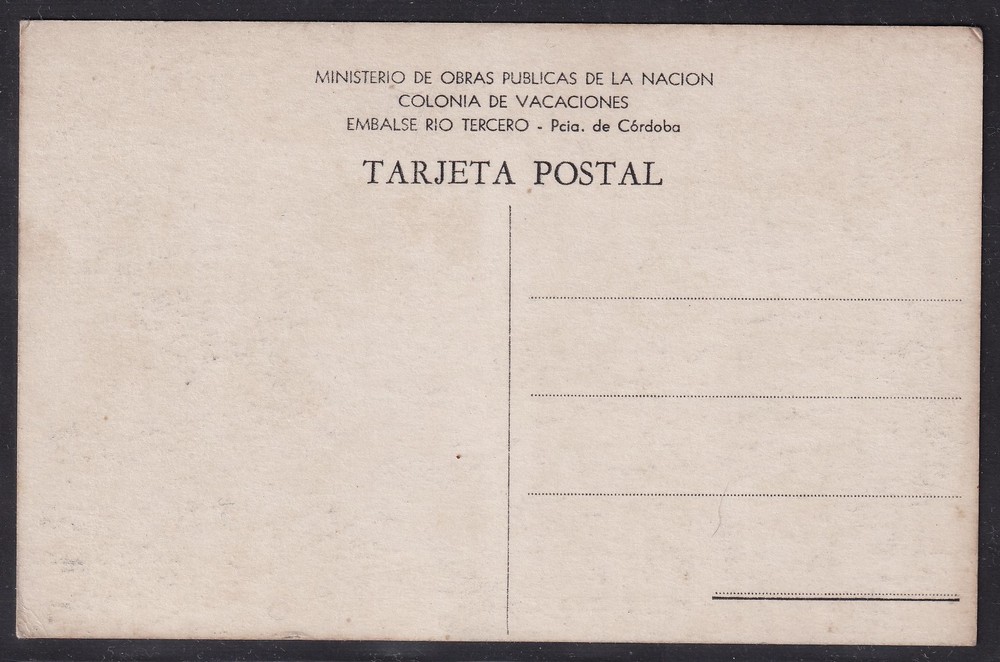 MINISTERIO DE OBRAS PUBLICAS DE LA NACION
COLONIA DE VACACIONES
EMBALSE RIO TERCERO - Pcia. de Córdoba
TARJETA POSTAL